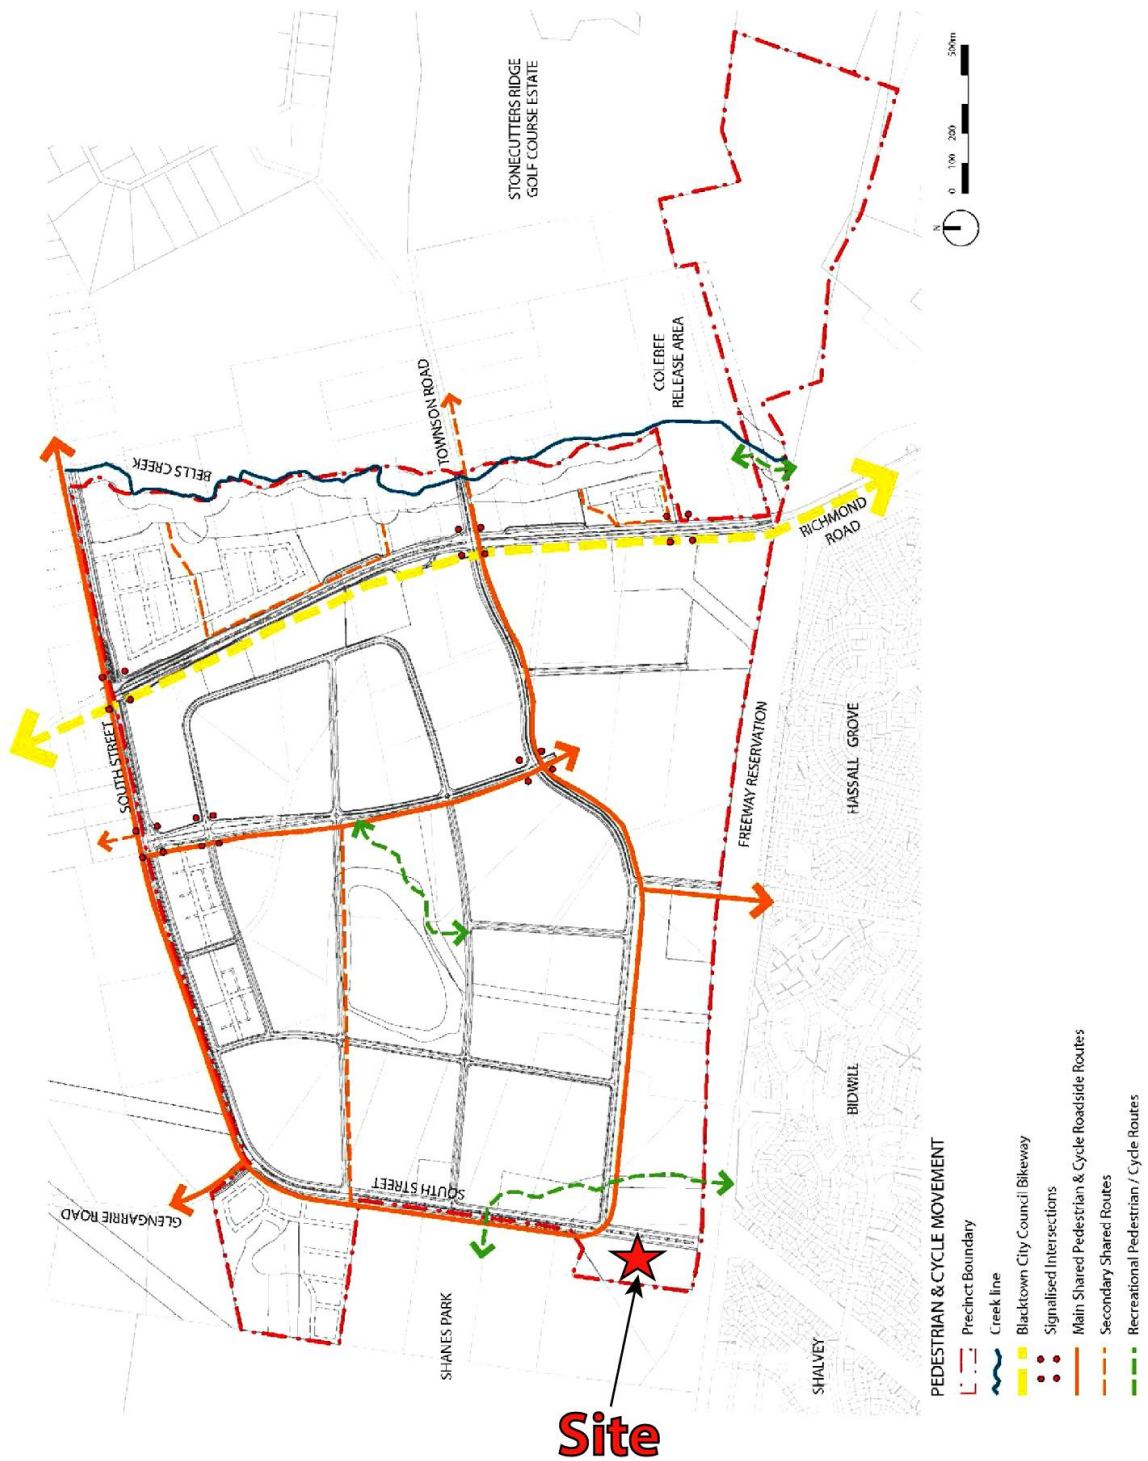 STONECUTTERS RIDGE
GOLF COURSE ESTATE
0 100 200 500m
N
BELLS CREEK
TOWNSON ROAD
COLEBEE
RELEASE AREA
RICHMOND
ROAD
SOUTH STREET
FREEWAY RESERVATION
HASSALL GROVE
GLENGARRIE ROAD
SOUTH STREET
BIDWILL
SHANES PARK
SHALVEY
Site
PEDESTRIAN & CYCLE MOVEMENT
Precinct Boundary
Creek line
Blacktown City Council Bikeway
Signalised Intersections
Main Shared Pedestrian & Cycle Roadside Routes
Secondary Shared Routes
Recreational Pedestrian / Cycle Routes